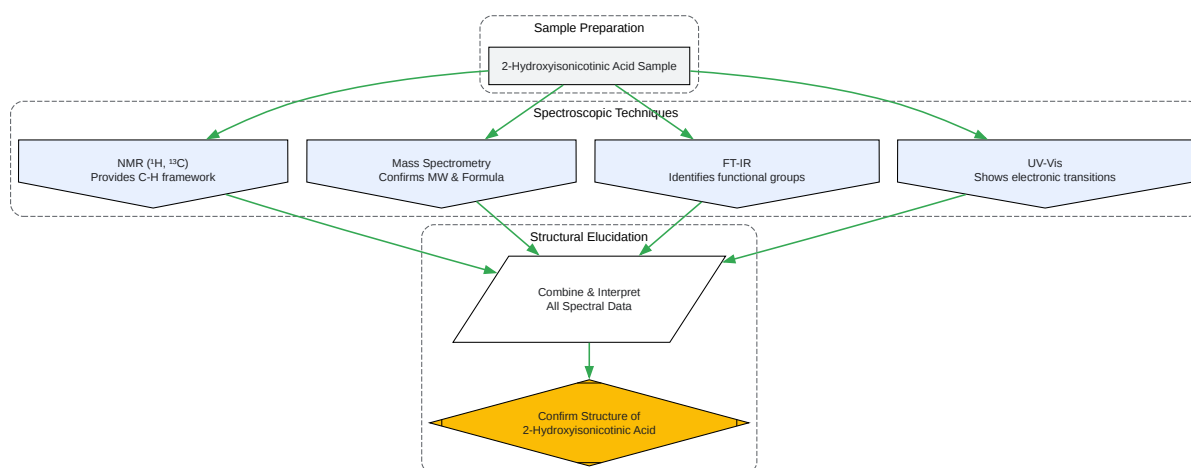 Sample Preparation
2-Hydroxyisonicotinic Acid Sample
Spectroscopic Techniques
NMR (¹H, ¹³C)
Provides C-H framework
Mass Spectrometry
Confirms MW & Formula
FT-IR
Identifies functional groups
UV-Vis
Shows electronic transitions
Structural Elucidation
Combine & Interpret
All Spectral Data
Confirm Structure of
2-Hydroxyisonicotinic Acid